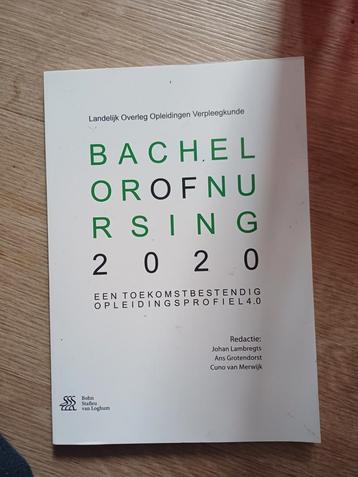 Landelijk Overleg Opleidingen Verpleegkunde
BACHEL
OROFNU
RSING
2020
EEN TOEKOMSTBESTENDIG
OPLEIDINGSPROFIEL 4.0
Redactie:
Johan Lambregts
Ans Grotendorst
Cuno van Merwijk
Bohn
Stafleu
van Loghum